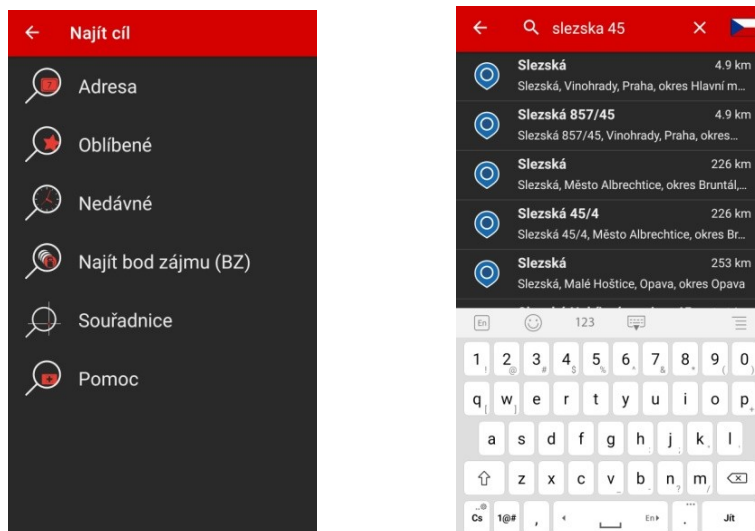 Najít cíl
Adresa
Oblíbené
Nedávné
Najít bod zájmu (BZ)
Souřadnice
Pomoc
slezska 45
Slezská 4.9 km
Slezská, Vinohrady, Praha, okres Hlavní m...
Slezská 857/45 4.9 km
Slezská 857/45, Vinohrady, Praha, okres...
Slezská 226 km
Slezská, Město Albrechtice, okres Bruntál,...
Slezská 45/4 226 km
Slezská 45/4, Město Albrechtice, okres Br...
Slezská 253 km
Slezská, Malé Hoštice, Opava, okres Opava
En 123
1 2 3 4 5 6 7 8 9 0
q w e r t y u i o p
a s d f g h j k l
z x c v b n m
Cs 1@# , En . Jít